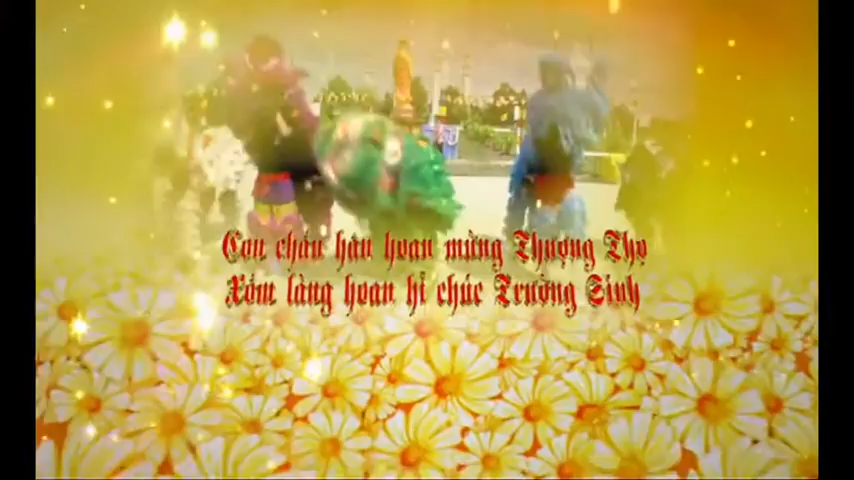 Con cháu hân hoan mừng Thượng Thọ
Xóm làng hoan hỉ chúc Trường Sinh